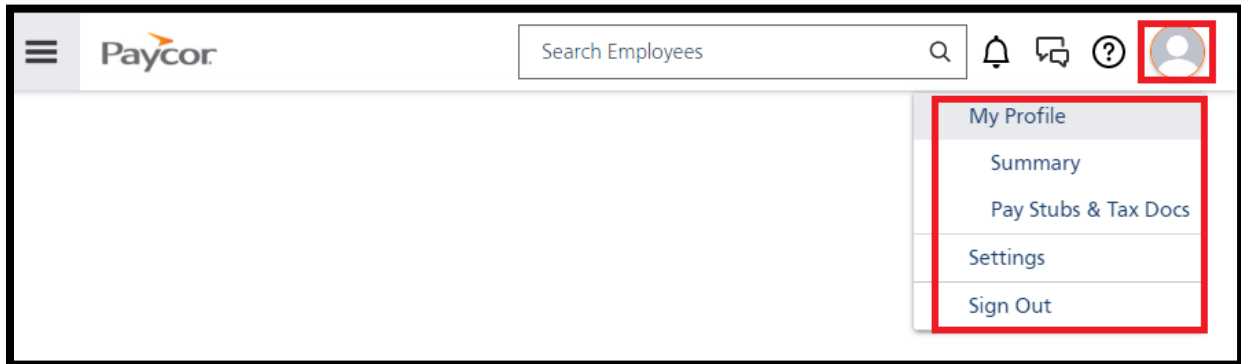 Paycor
Search Employees
My Profile
Summary
Pay Stubs & Tax Docs
Settings
Sign Out